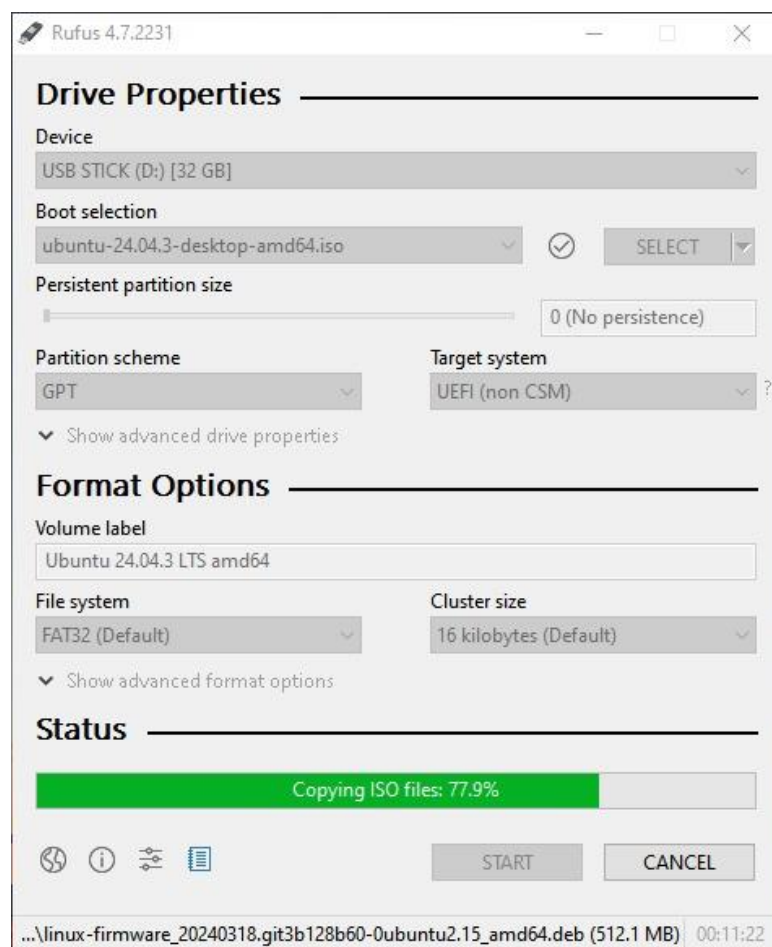 Rufus 4.7.2231
Drive Properties
Device
USB STICK (D:) [32 GB]
Boot selection
ubuntu-24.04.3-desktop-amd64.iso
SELECT
Persistent partition size
0 (No persistence)
Partition scheme
Target system
GPT
UEFI (non CSM)
?
Show advanced drive properties
Format Options
Volume label
Ubuntu 24.04.3 LTS amd64
File system
Cluster size
FAT32 (Default)
16 kilobytes (Default)
Show advanced format options
Status
Copying ISO files: 77.9%
START
CANCEL
...\linux-firmware_20240318.git3b128b60-0ubuntu2.15_amd64.deb (512.1 MB)
00:11:22